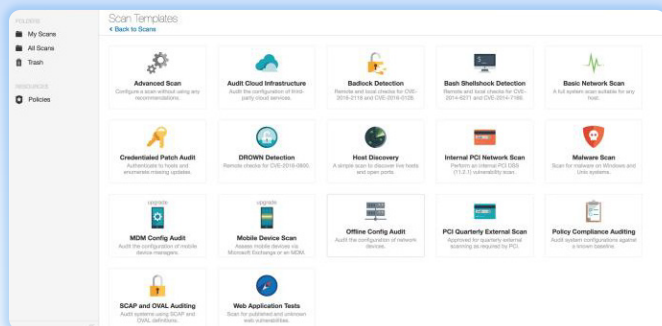 FOLDERS
My Scans
All Scans
Trash
RESOURCES
Policies
Scan Templates
< Back to Scans
Advanced Scan
Configure a scan without using any
recommendations.
Audit Cloud Infrastructure
Audit the configuration of third-
party cloud services.
Badlock Detection
Remote and local checks for CVE-
2016-2118 and CVE-2016-0128.
Bash Shellshock Detection
Remote and local checks for CVE-
2014-6271 and CVE-2014-7169.
Basic Network Scan
A full system scan suitable for any
host.
Credentialed Patch Audit
Authenticate to hosts and
enumerate missing updates.
DROWN Detection
Remote checks for CVE-2016-0800.
Host Discovery
A simple scan to discover live hosts
and open ports.
Internal PCI Network Scan
Perform an internal PCI DSS
(11.2.1) vulnerability scan.
Malware Scan
Scan for malware on Windows and
Unix systems.
upgrade
MDM Config Audit
Audit the configuration of mobile
device managers.
upgrade
Mobile Device Scan
Assess mobile devices via
Microsoft Exchange or an MDM.
Offline Config Audit
Audit the configuration of network
devices.
PCI Quarterly External Scan
Approved for quarterly external
scanning as required by PCI.
Policy Compliance Auditing
Audit system configurations against
a known baseline.
SCAP and OVAL Auditing
Audit systems using SCAP and
OVAL definitions.
Web Application Tests
Scan for published and unknown
web vulnerabilities.